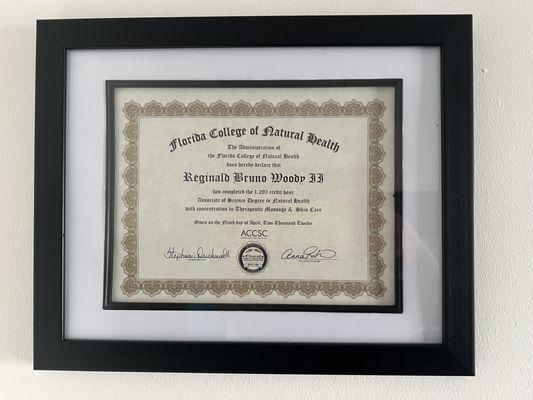 Florida College of Natural Health
The Administration of
the Florida College of Natural Health
does hereby declare that
Reginald Bruno Woody II
has completed the 1,293 credit hour
Associate of Science Degree in Natural Health
with concentration in Therapeutic Massage & Skin Care
Given on the Ninth day of April, Two Thousand Twelve
ACCSC